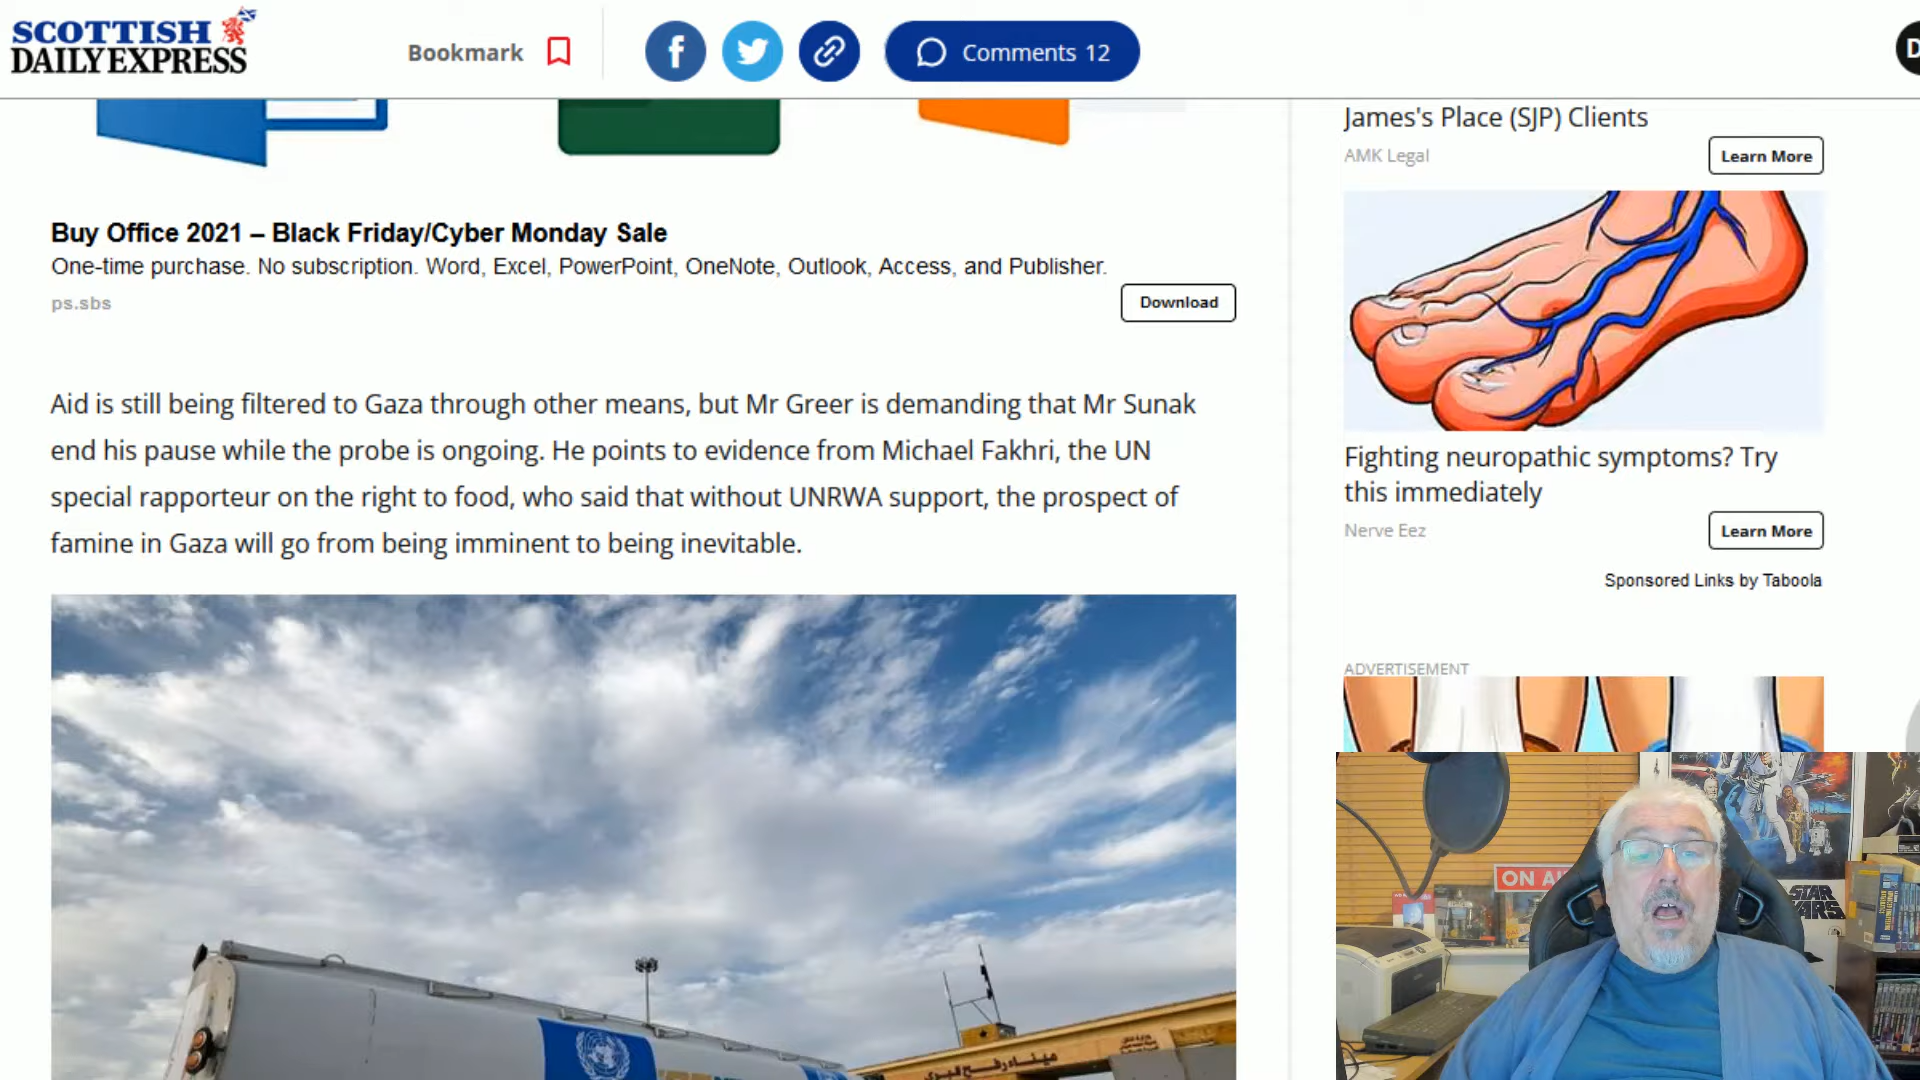 SCOTTISH
DAILY EXPRESS
Bookmark
Comments 12
D
Buy Office 2021 – Black Friday/Cyber Monday Sale
One-time purchase. No subscription. Word, Excel, PowerPoint, OneNote, Outlook, Access, and Publisher.
ps.sbs
Download
Aid is still being filtered to Gaza through other means, but Mr Greer is demanding that Mr Sunak
end his pause while the probe is ongoing. He points to evidence from Michael Fakhri, the UN
special rapporteur on the right to food, who said that without UNRWA support, the prospect of
famine in Gaza will go from being imminent to being inevitable.
James's Place (SJP) Clients
AMK Legal
Learn More
Fighting neuropathic symptoms? Try
this immediately
Nerve Eez
Learn More
Sponsored Links by Taboola
ADVERTISEMENT
ON AI
STAR
WARS
ميناء رفح البري